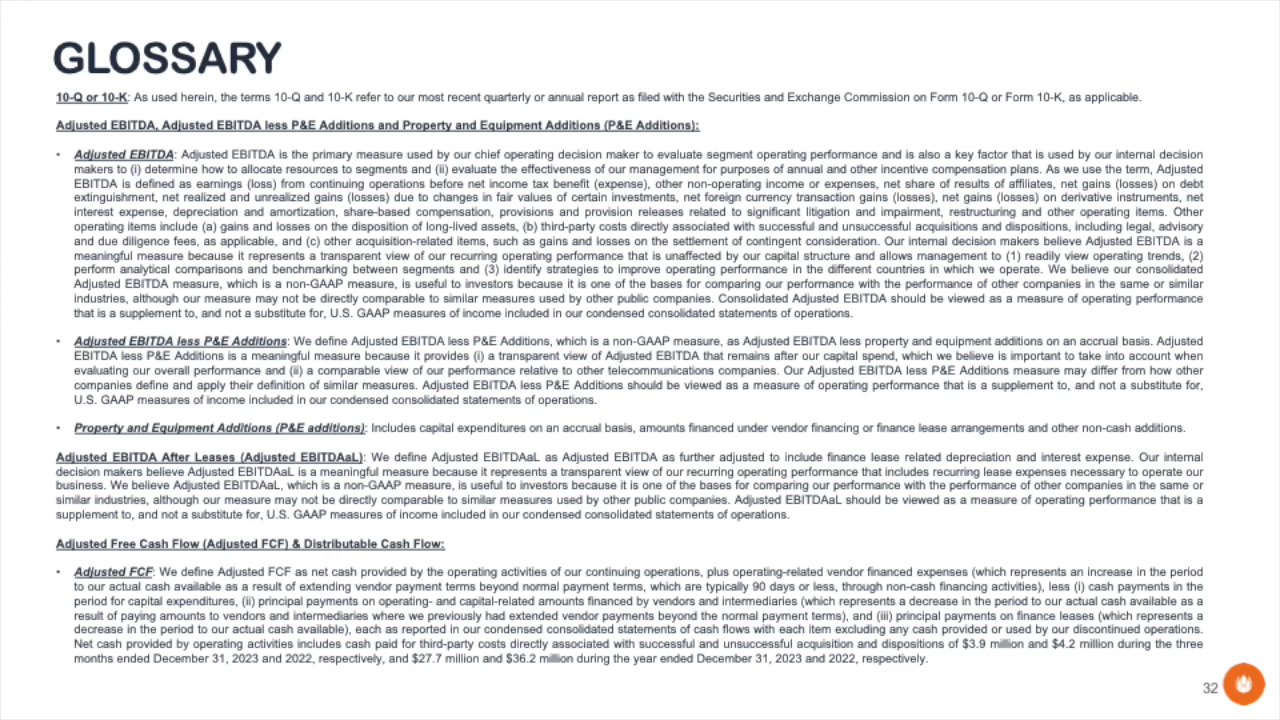 GLOSSARY
10-Q or 10-K: As used herein, the terms 10-Q and 10-K refer to our most recent quarterly or annual report as filed with the Securities and Exchange Commission on Form 10-Q or Form 10-K, as applicable.
Adjusted EBITDA, Adjusted EBITDA less P&E Additions and Property and Equipment Additions (P&E Additions):
• Adjusted EBITDA: Adjusted EBITDA is the primary measure used by our chief operating decision maker to evaluate segment operating performance and is also a key factor that is used by our internal decision
makers to (i) determine how to allocate resources to segments and (ii) evaluate the effectiveness of our management for purposes of annual and other incentive compensation plans. As we use the term, Adjusted
EBITDA is defined as earnings (loss) from continuing operations before net income tax benefit (expense), other non-operating income or expenses, net share of results of affiliates, net gains (losses) on debt
extinguishment, net realized and unrealized gains (losses) due to changes in fair values of certain investments, net foreign currency transaction gains (losses), net gains (losses) on derivative instruments, net
interest expense, depreciation and amortization, share-based compensation, provisions and provision releases related to significant litigation and impairment, restructuring and other operating items. Other
operating items include (a) gains and losses on the disposition of long-lived assets, (b) third-party costs directly associated with successful and unsuccessful acquisitions and dispositions, including legal, advisory
and due diligence fees, as applicable, and (c) other acquisition-related items, such as gains and losses on the settlement of contingent consideration. Our internal decision makers believe Adjusted EBITDA is a
meaningful measure because it represents a transparent view of our recurring operating performance that is unaffected by our capital structure and allows management to (1) readily view operating trends, (2)
perform analytical comparisons and benchmarking between segments and (3) identify strategies to improve operating performance in the different countries in which we operate. We believe our consolidated
Adjusted EBITDA measure, which is a non-GAAP measure, is useful to investors because it is one of the bases for comparing our performance with the performance of other companies in the same or similar
industries, although our measure may not be directly comparable to similar measures used by other public companies. Consolidated Adjusted EBITDA should be viewed as a measure of operating performance
that is a supplement to, and not a substitute for, U.S. GAAP measures of income included in our condensed consolidated statements of operations.
• Adjusted EBITDA less P&E Additions: We define Adjusted EBITDA less P&E Additions, which is a non-GAAP measure, as Adjusted EBITDA less property and equipment additions on an accrual basis. Adjusted
EBITDA less P&E Additions is a meaningful measure because it provides (i) a transparent view of Adjusted EBITDA that remains after our capital spend, which we believe is important to take into account when
evaluating our overall performance and (ii) a comparable view of our performance relative to other telecommunications companies. Our Adjusted EBITDA less P&E Additions measure may differ from how other
companies define and apply their definition of similar measures. Adjusted EBITDA less P&E Additions should be viewed as a measure of operating performance that is a supplement to, and not a substitute for,
U.S. GAAP measures of income included in our condensed consolidated statements of operations.
• Property and Equipment Additions (P&E additions): Includes capital expenditures on an accrual basis, amounts financed under vendor financing or finance lease arrangements and other non-cash additions.
Adjusted EBITDA After Leases (Adjusted EBITDAaL): We define Adjusted EBITDAaL as Adjusted EBITDA as further adjusted to include finance lease related depreciation and interest expense. Our internal
decision makers believe Adjusted EBITDAaL is a meaningful measure because it represents a transparent view of our recurring operating performance that includes recurring lease expenses necessary to operate our
business. We believe Adjusted EBITDAaL, which is a non-GAAP measure, is useful to investors because it is one of the bases for comparing our performance with the performance of other companies in the same or
similar industries, although our measure may not be directly comparable to similar measures used by other public companies. Adjusted EBITDAaL should be viewed as a measure of operating performance that is a
supplement to, and not a substitute for, U.S. GAAP measures of income included in our condensed consolidated statements of operations.
Adjusted Free Cash Flow (Adjusted FCF) & Distributable Cash Flow:
• Adjusted FCF: We define Adjusted FCF as net cash provided by the operating activities of our continuing operations, plus operating-related vendor financed expenses (which represents an increase in the period
to our actual cash available as a result of extending vendor payment terms beyond normal payment terms, which are typically 90 days or less, through non-cash financing activities), less (i) cash payments in the
period for capital expenditures, (ii) principal payments on operating- and capital-related amounts financed by vendors and intermediaries (which represents a decrease in the period to our actual cash available as a
result of paying amounts to vendors and intermediaries where we previously had extended vendor payments beyond the normal payment terms), and (iii) principal payments on finance leases (which represents a
decrease in the period to our actual cash available), each as reported in our condensed consolidated statements of cash flows with each item excluding any cash provided or used by our discontinued operations.
Net cash provided by operating activities includes cash paid for third-party costs directly associated with successful and unsuccessful acquisition and dispositions of $3.9 million and $4.2 million during the three
months ended December 31, 2023 and 2022, respectively, and $27.7 million and $36.2 million during the year ended December 31, 2023 and 2022, respectively.
32